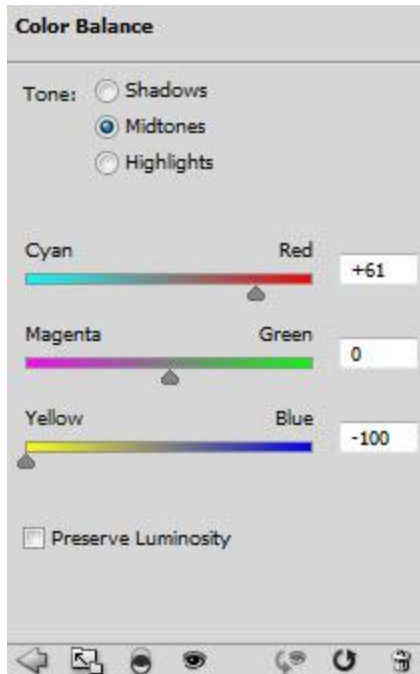 Color Balance
Tone: Shadows
Midtones
Highlights
Cyan Red
+61
Magenta Green
0
Yellow Blue
-100
Preserve Luminosity